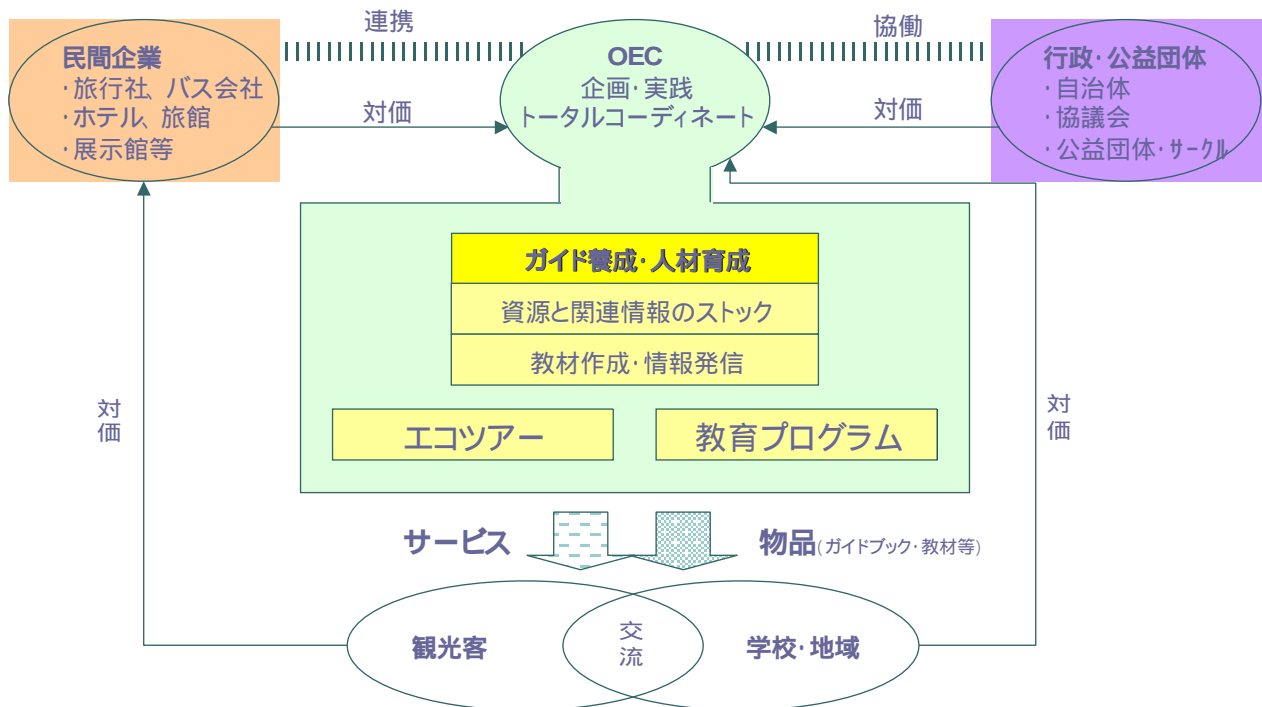 連携
協働
民間企業
・旅行社、バス会社
・ホテル、旅館
・展示館等
OEC
企画・実践
トータルコーディネート
行政・公益団体
・自治体
・協議会
・公益団体・サークル
対価
対価
ガイド養成・人材育成
資源と関連情報のストック
教材作成・情報発信
エコツアー
教育プログラム
対価
対価
サービス
物品(ガイドブック・教材等)
観光客
交流
学校・地域